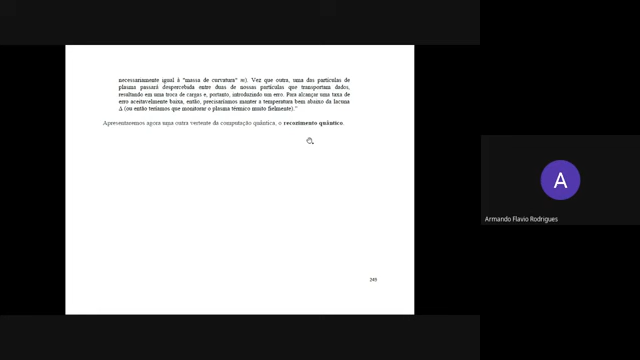 necessariamente igual à "massa de curvatura" m). Vez que outra, uma das partículas de
plasma passará despercebida entre duas de nossas partículas que transportam dados,
resultando em uma troca de cargas e, portanto, introduzindo um erro. Para alcançar uma taxa de
erro aceitavelmente baixa, então, precisaríamos manter a temperatura bem abaixo da lacuna
Δ (ou então teríamos que monitorar o plasma térmico muito fielmente)."
Apresentaremos agora uma outra vertente da computação quântica, o recozimento quântico.
A
Armando Flavio Rodrigues